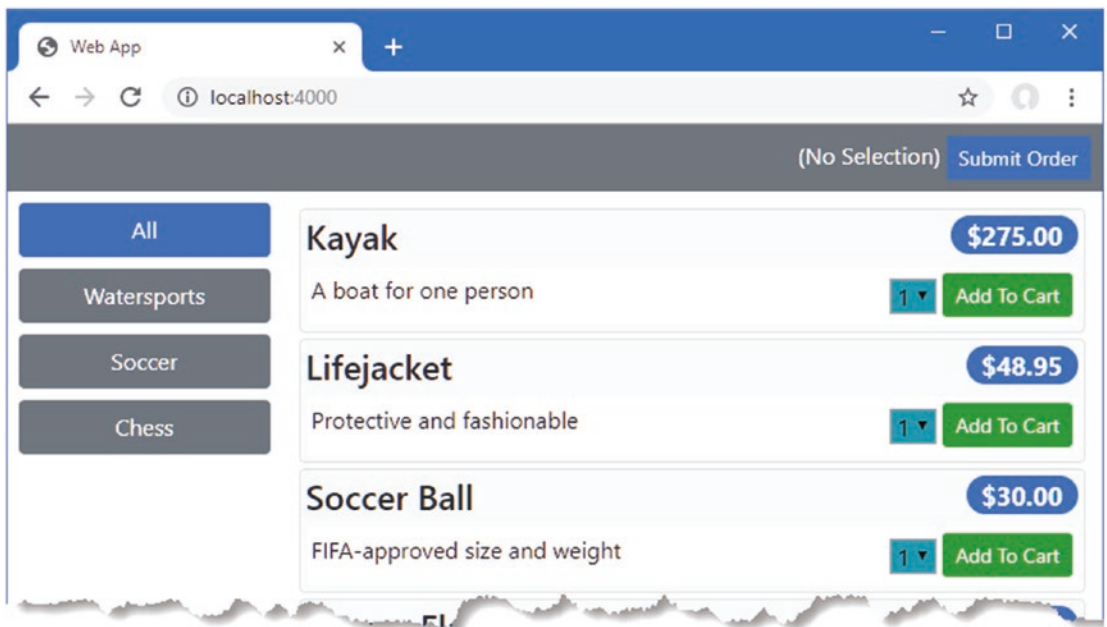 Web App
localhost:4000
(No Selection) Submit Order
All
Watersports
Soccer
Chess
Kayak $275.00
A boat for one person 1 Add To Cart
Lifejacket $48.95
Protective and fashionable 1 Add To Cart
Soccer Ball $30.00
FIFA-approved size and weight 1 Add To Cart